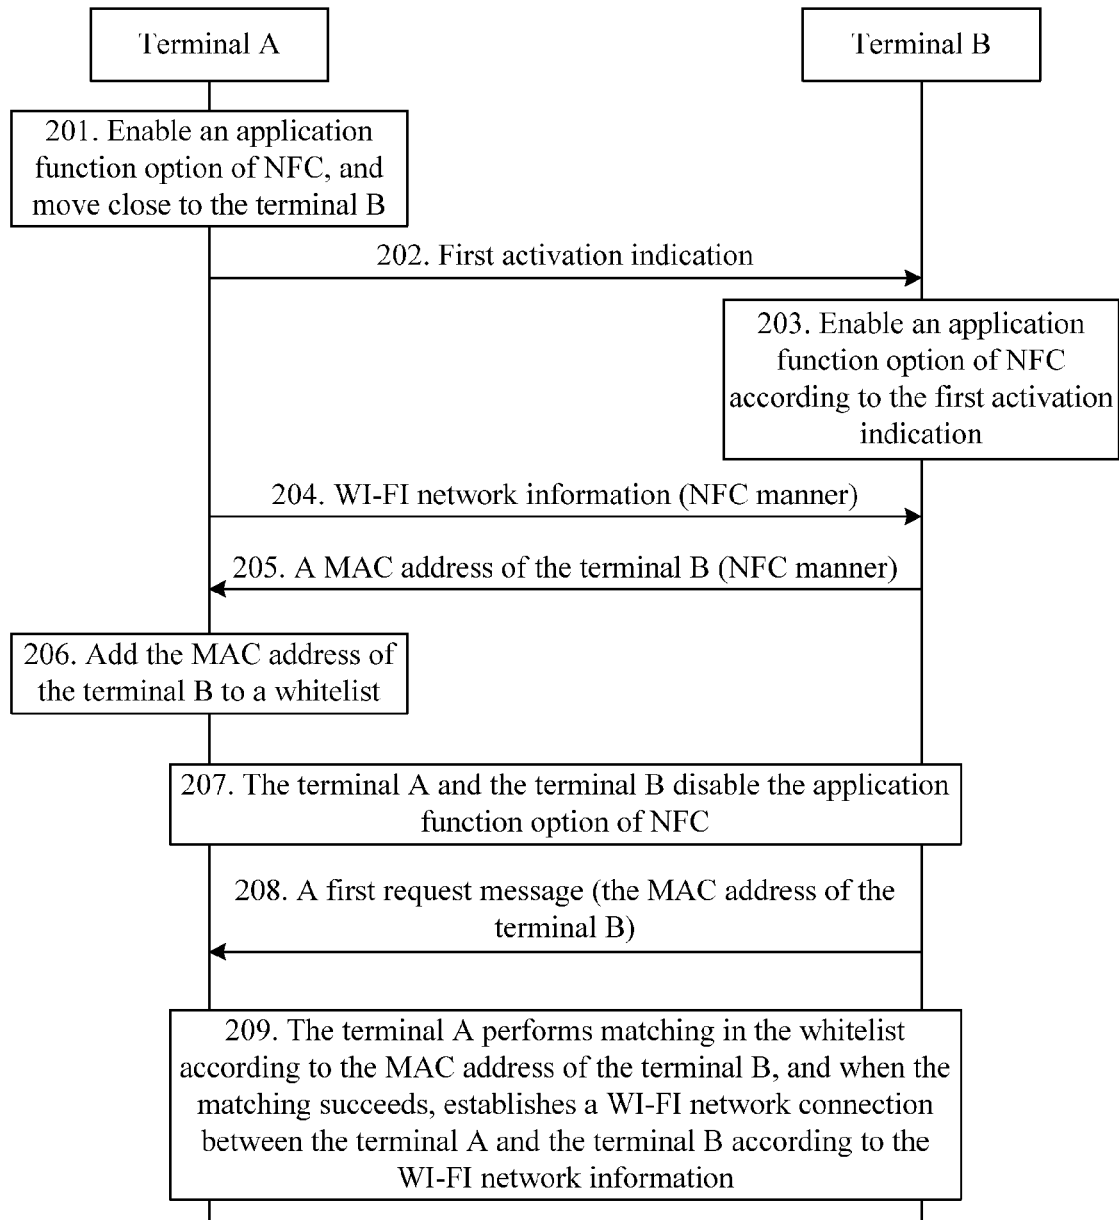 Terminal A
Terminal B
201. Enable an application
function option of NFC, and
move close to the terminal B
202. First activation indication
203. Enable an application
function option of NFC
according to the first activation
indication
204. WI-FI network information (NFC manner)
205. A MAC address of the terminal B (NFC manner)
206. Add the MAC address of
the terminal B to a whitelist
207. The terminal A and the terminal B disable the application
function option of NFC
208. A first request message (the MAC address of the
terminal B)
209. The terminal A performs matching in the whitelist
according to the MAC address of the terminal B, and when the
matching succeeds, establishes a WI-FI network connection
between the terminal A and the terminal B according to the
WI-FI network information